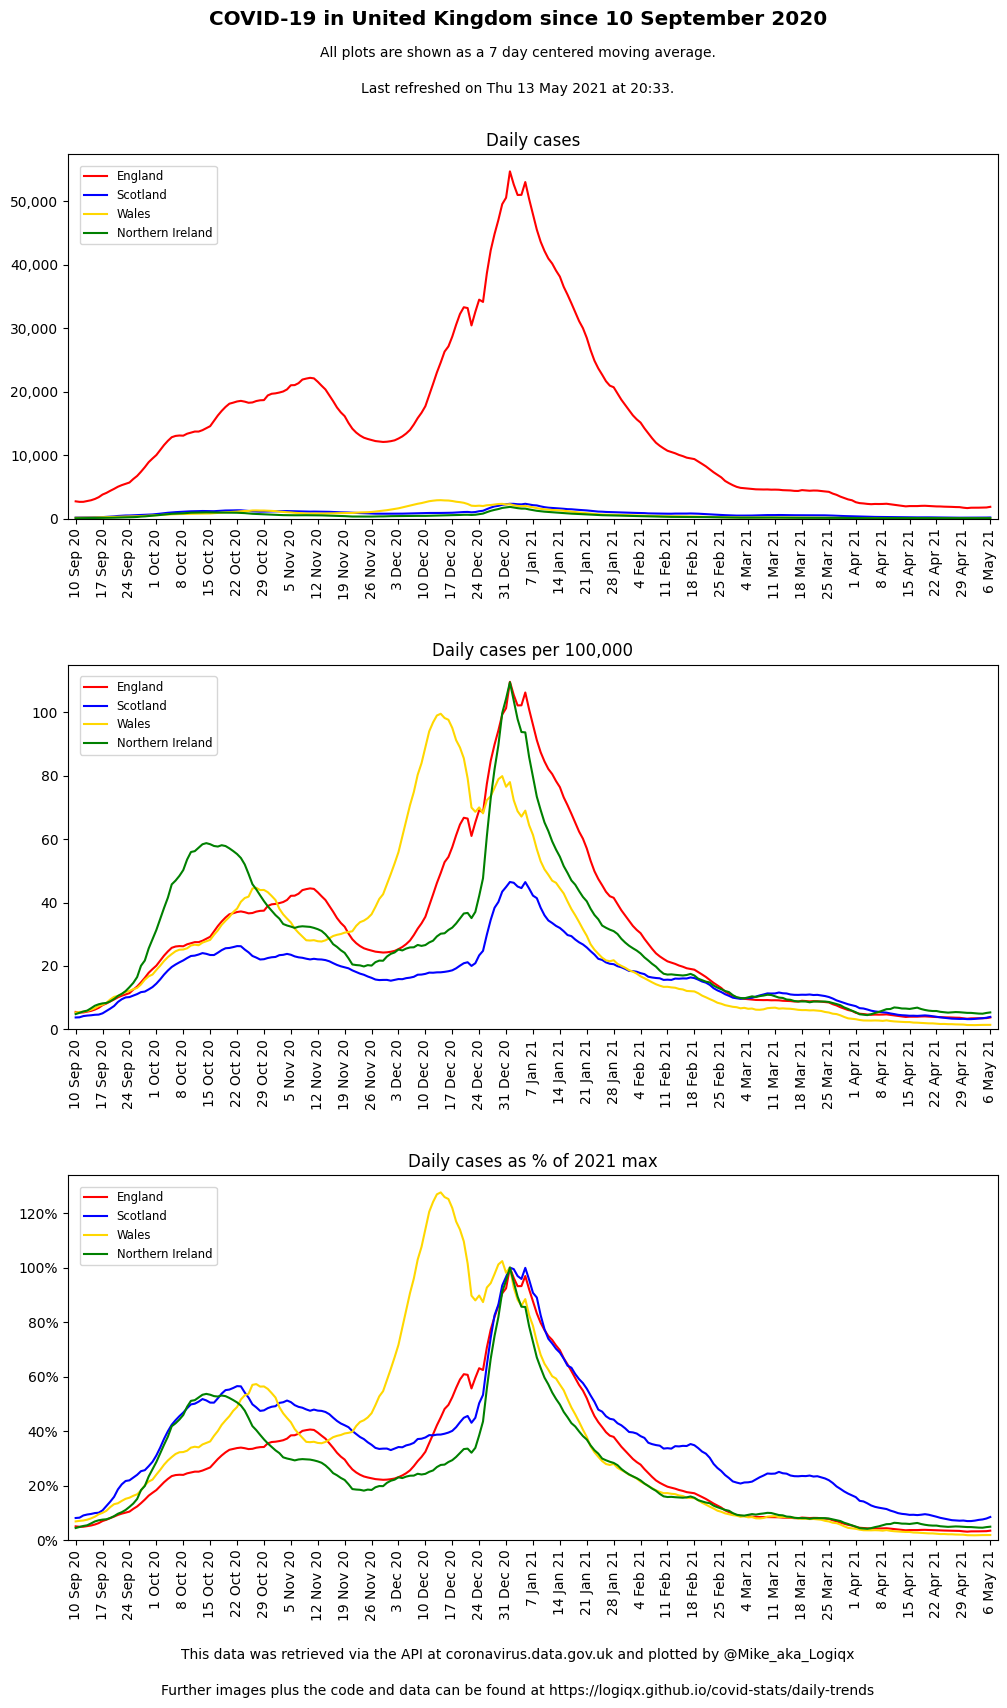 COVID-19 in United Kingdom since 10 September 2020
All plots are shown as a 7 day centered moving average.
Last refreshed on Thu 13 May 2021 at 20:33.
Daily cases
England
Scotland
Wales
Northern Ireland
50,000
40,000
30,000
20,000
10,000
0
10 Sep 20
17 Sep 20
24 Sep 20
1 Oct 20
8 Oct 20
15 Oct 20
22 Oct 20
29 Oct 20
5 Nov 20
12 Nov 20
19 Nov 20
26 Nov 20
3 Dec 20
10 Dec 20
17 Dec 20
24 Dec 20
31 Dec 20
7 Jan 21
14 Jan 21
21 Jan 21
28 Jan 21
4 Feb 21
11 Feb 21
18 Feb 21
25 Feb 21
4 Mar 21
11 Mar 21
18 Mar 21
25 Mar 21
1 Apr 21
8 Apr 21
15 Apr 21
22 Apr 21
29 Apr 21
6 May 21
Daily cases per 100,000
England
Scotland
Wales
Northern Ireland
100
80
60
40
20
0
10 Sep 20
17 Sep 20
24 Sep 20
1 Oct 20
8 Oct 20
15 Oct 20
22 Oct 20
29 Oct 20
5 Nov 20
12 Nov 20
19 Nov 20
26 Nov 20
3 Dec 20
10 Dec 20
17 Dec 20
24 Dec 20
31 Dec 20
7 Jan 21
14 Jan 21
21 Jan 21
28 Jan 21
4 Feb 21
11 Feb 21
18 Feb 21
25 Feb 21
4 Mar 21
11 Mar 21
18 Mar 21
25 Mar 21
1 Apr 21
8 Apr 21
15 Apr 21
22 Apr 21
29 Apr 21
6 May 21
Daily cases as % of 2021 max
England
Scotland
Wales
Northern Ireland
120%
100%
80%
60%
40%
20%
0%
10 Sep 20
17 Sep 20
24 Sep 20
1 Oct 20
8 Oct 20
15 Oct 20
22 Oct 20
29 Oct 20
5 Nov 20
12 Nov 20
19 Nov 20
26 Nov 20
3 Dec 20
10 Dec 20
17 Dec 20
24 Dec 20
31 Dec 20
7 Jan 21
14 Jan 21
21 Jan 21
28 Jan 21
4 Feb 21
11 Feb 21
18 Feb 21
25 Feb 21
4 Mar 21
11 Mar 21
18 Mar 21
25 Mar 21
1 Apr 21
8 Apr 21
15 Apr 21
22 Apr 21
29 Apr 21
6 May 21
This data was retrieved via the API at coronavirus.data.gov.uk and plotted by @Mike_aka_Logiqx
Further images plus the code and data can be found at https://logiqx.github.io/covid-stats/daily-trends